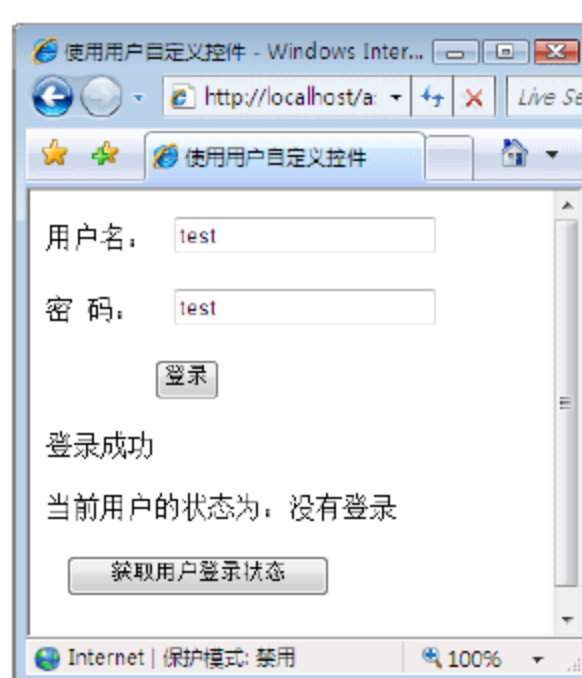 使用用户自定义控件 - Windows Inter...
http://localhost/a
Live Se
使用用户自定义控件
用户名： test
密 码： test
登录
登录成功
当前用户的状态为：没有登录
获取用户登录状态
Internet | 保护模式: 禁用 100%